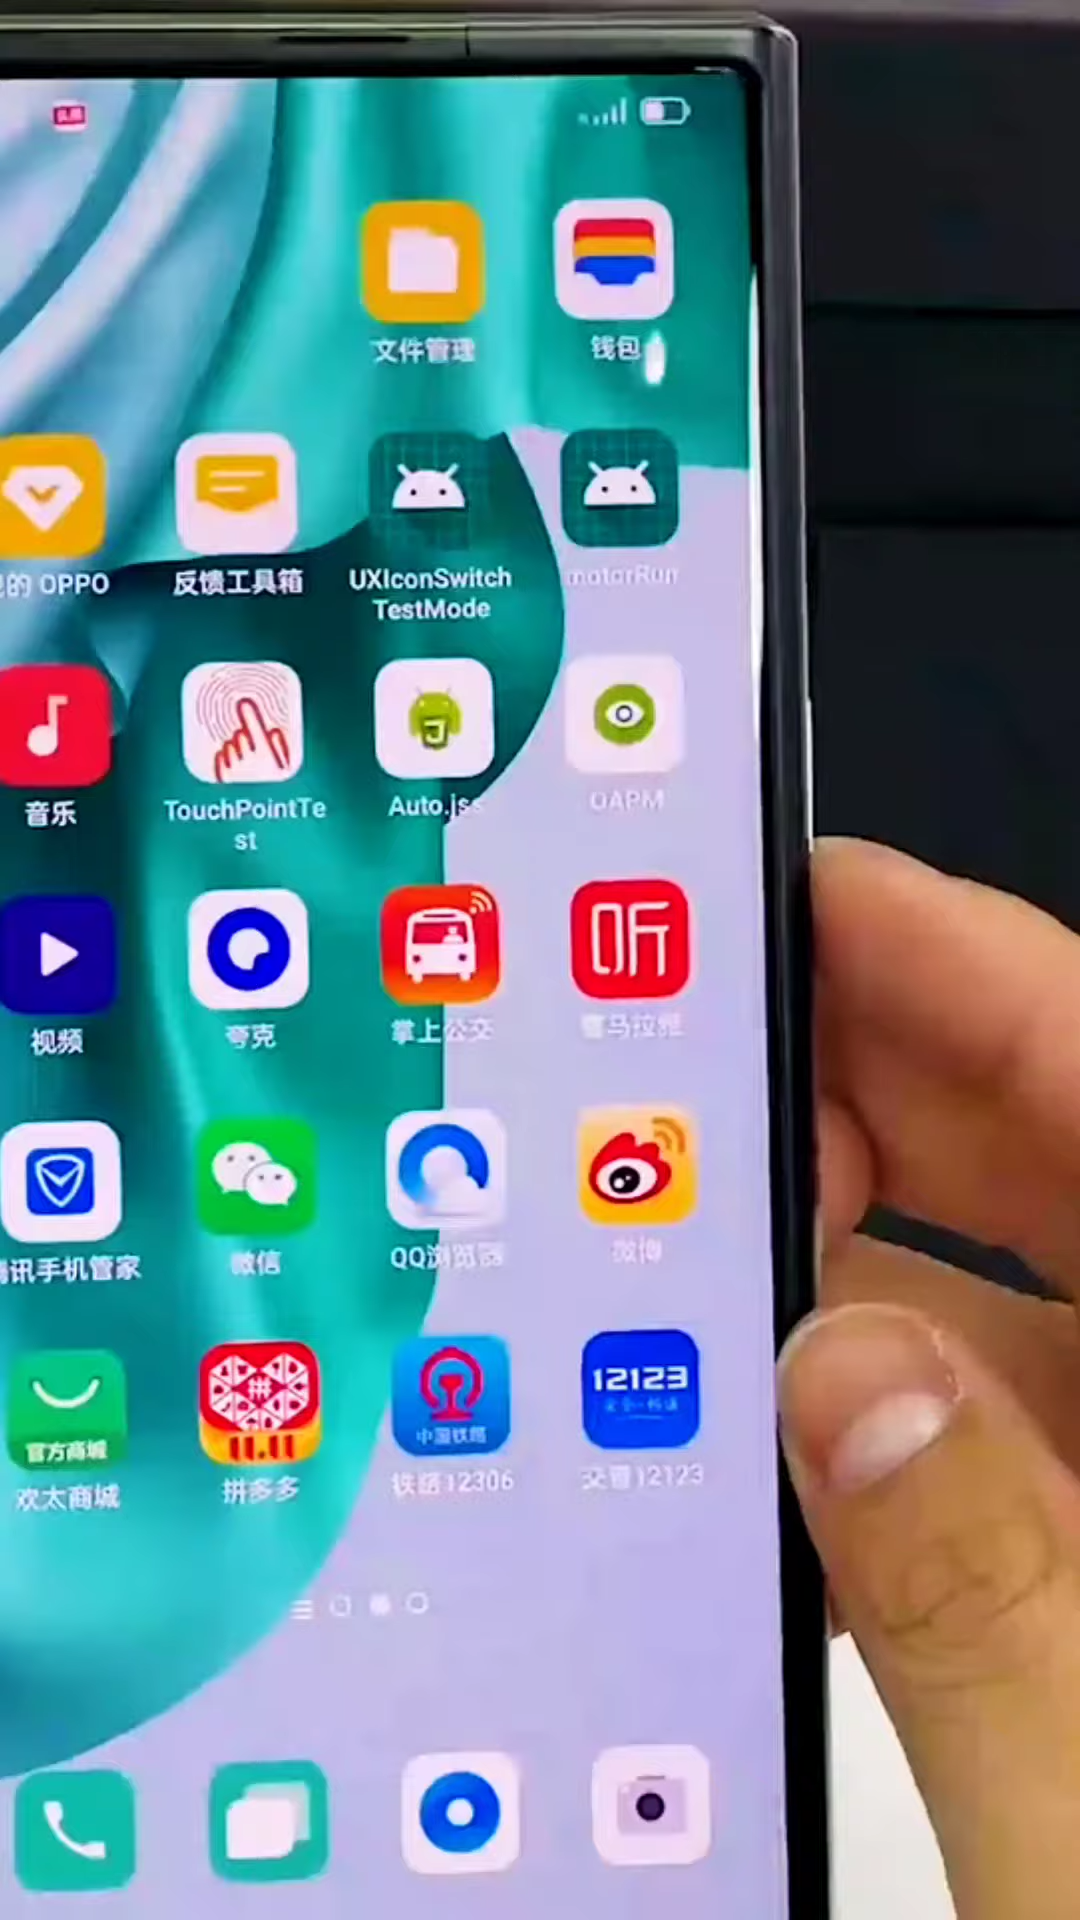 文件管理
钱包
的 OPPO
反馈工具箱
UXIconSwitch
TestMode
motorRun
音乐
TouchPointTe
st
Auto.jss
OAPM
听
视频
夸克
掌上公交
喜马拉雅
讯手机管家
微信
QQ浏览器
微博
官方商城
欢太商城
拼
11.11
拼多多
中国铁路
铁路12306
12123
交管12123